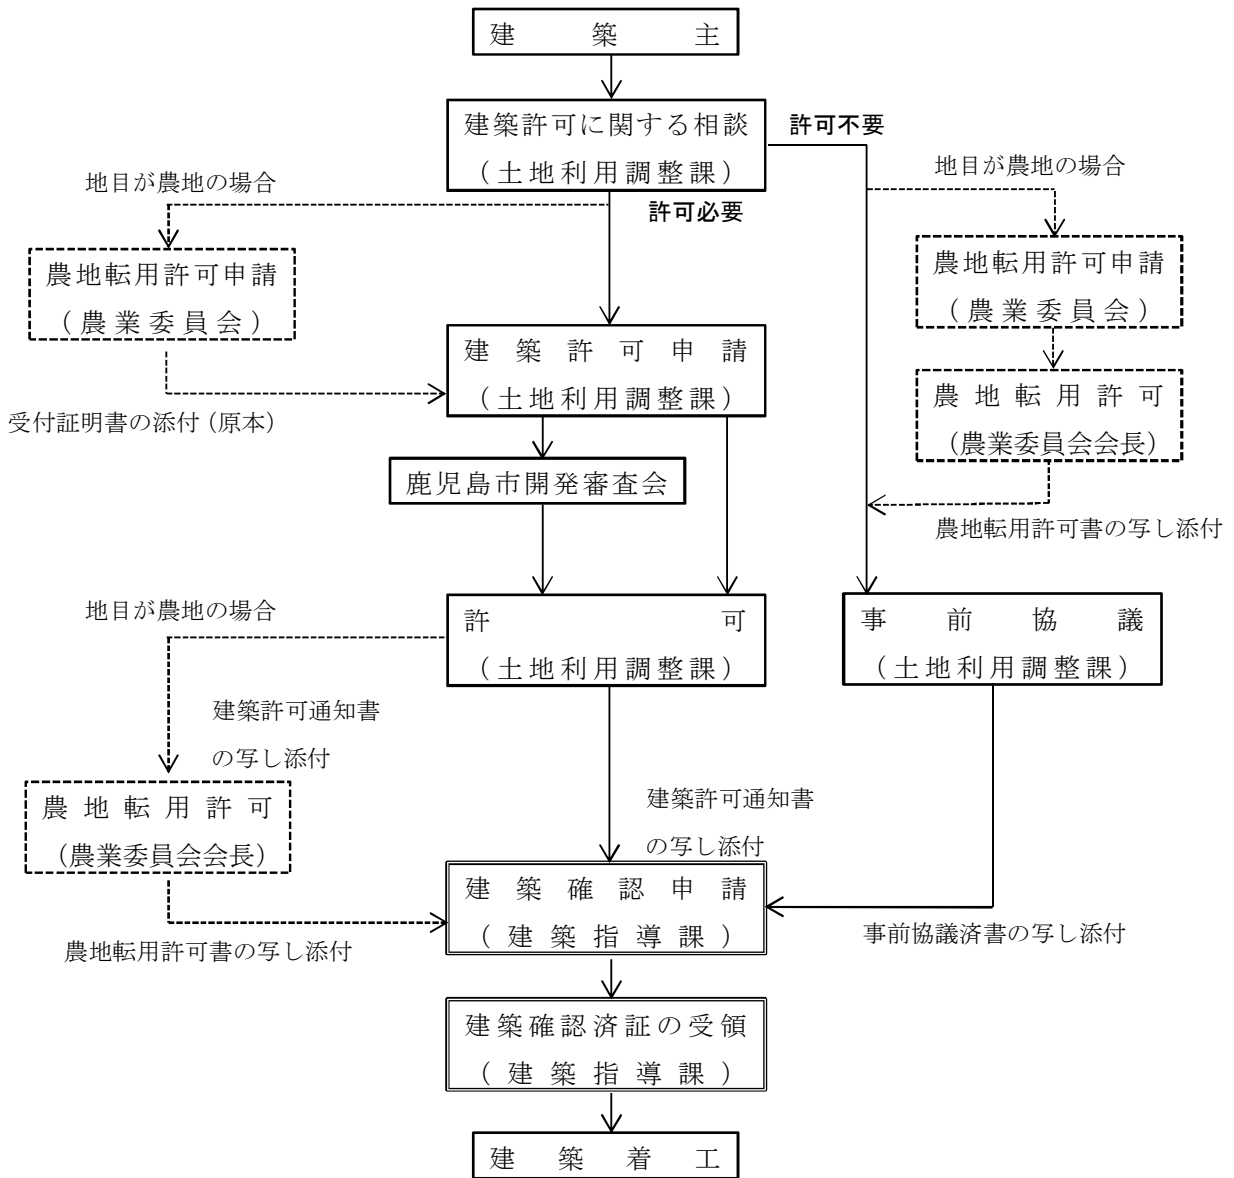 建築主
建築許可に関する相談
（土地利用調整課）
許可不要
地目が農地の場合
地目が農地の場合
許可必要
農地転用許可申請
（農業委員会）
農地転用許可申請
（農業委員会）
建築許可申請
（土地利用調整課）
農地転用許可
（農業委員会会長）
受付証明書の添付（原本）
鹿児島市開発審査会
農地転用許可書の写し添付
地目が農地の場合
許可
（土地利用調整課）
事前協議
（土地利用調整課）
建築許可通知書
の写し添付
農地転用許可
（農業委員会会長）
建築許可通知書
の写し添付
建築確認申請
（建築指導課）
農地転用許可書の写し添付
事前協議済書の写し添付
建築確認済証の受領
（建築指導課）
建築着工